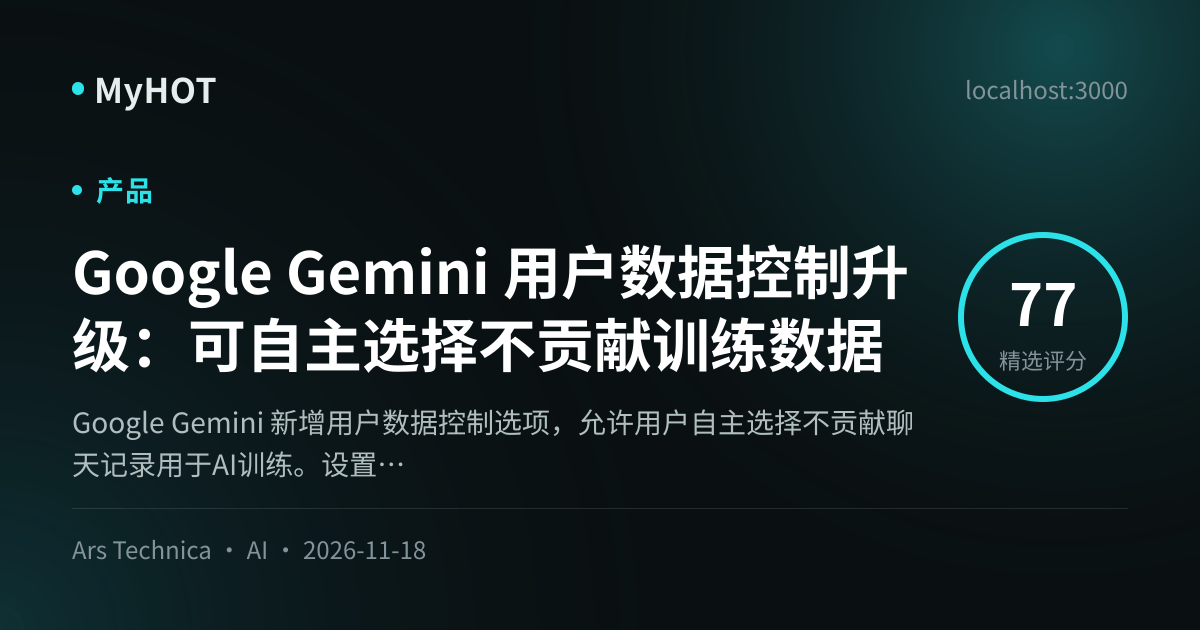 MyHOT
localhost:3000
产品
Google Gemini 用户数据控制升
级：可自主选择不贡献训练数据
77
精选评分
Google Gemini 新增用户数据控制选项，允许用户自主选择不贡献聊
天记录用于AI训练。设置…
Ars Technica · AI · 2026-11-18